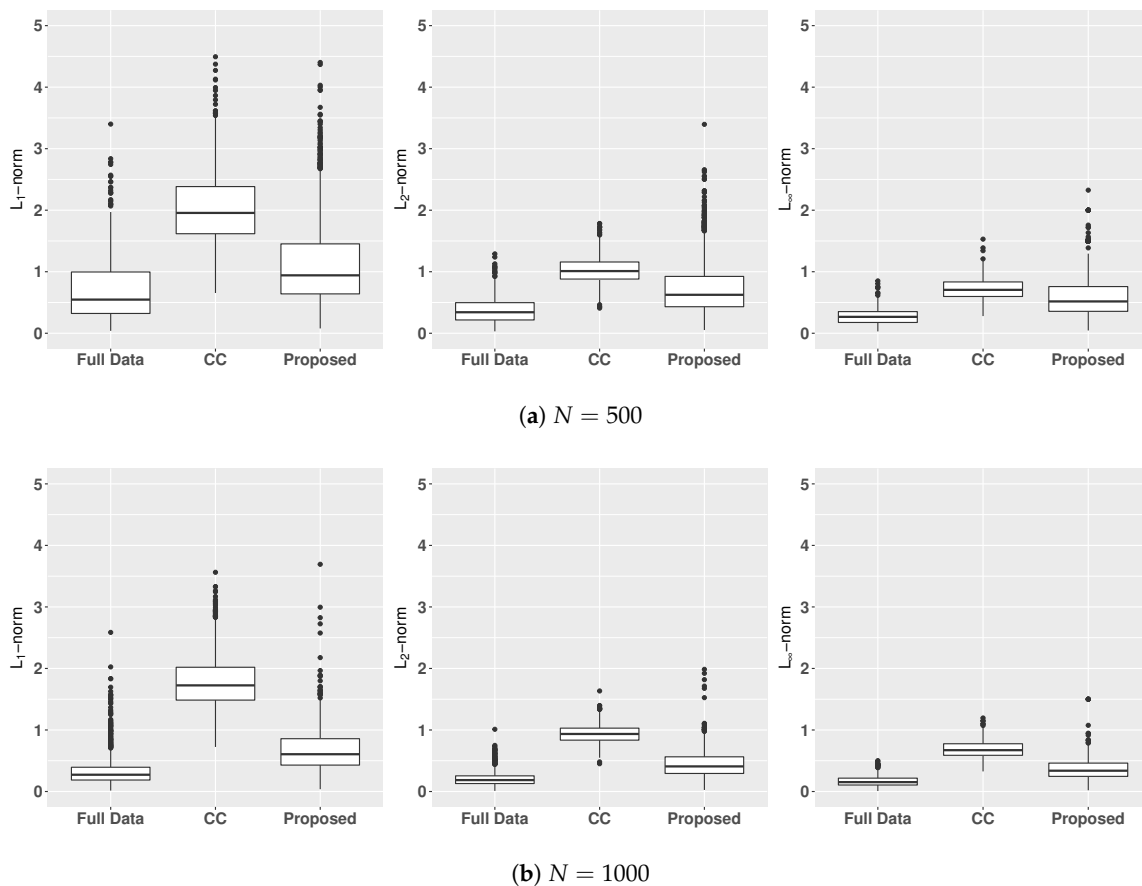 L₁−norm
5
4
3
2
1
0
Full Data CC Proposed
L₂−norm
5
4
3
2
1
0
Full Data CC Proposed
L∞−norm
5
4
3
2
1
0
Full Data CC Proposed
(a) N = 500
L₁−norm
5
4
3
2
1
0
Full Data CC Proposed
L₂−norm
5
4
3
2
1
0
Full Data CC Proposed
L∞−norm
5
4
3
2
1
0
Full Data CC Proposed
(b) N = 1000